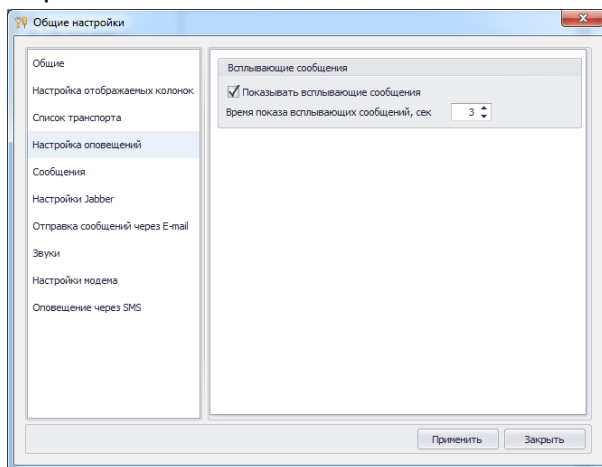 Общие настройки
Общие
Настройка отображаемых колонок
Список транспорта
Настройка оповещений
Сообщения
Настройки Jabber
Отправка сообщений через E-mail
Звуки
Настройки модема
Оповещение через SMS
Всплывающие сообщения
Показывать всплывающие сообщения
Время показа всплывающих сообщений, сек 3
Применить Закрыть